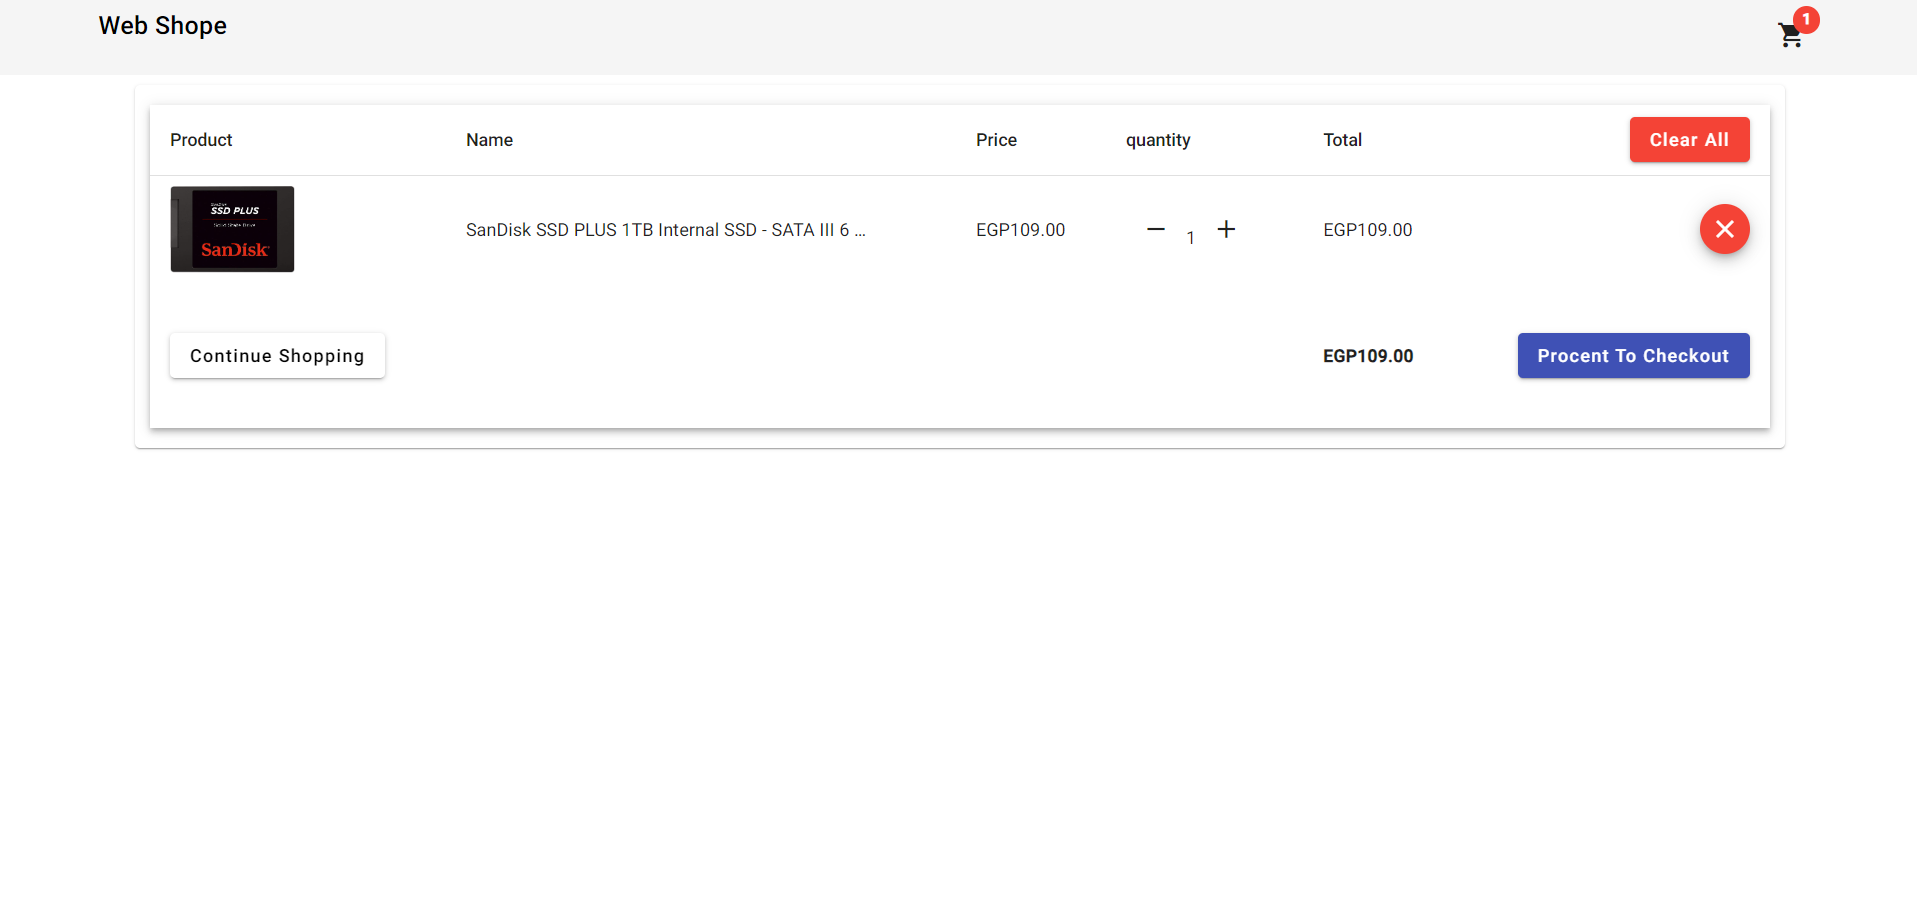 Web Shope
1
Product Name Price quantity Total Clear All
SSD PLUS
SanDisk
SanDisk SSD PLUS 1TB Internal SSD - SATA III 6 ... EGP109.00 1 EGP109.00
Continue Shopping EGP109.00 Procent To Checkout